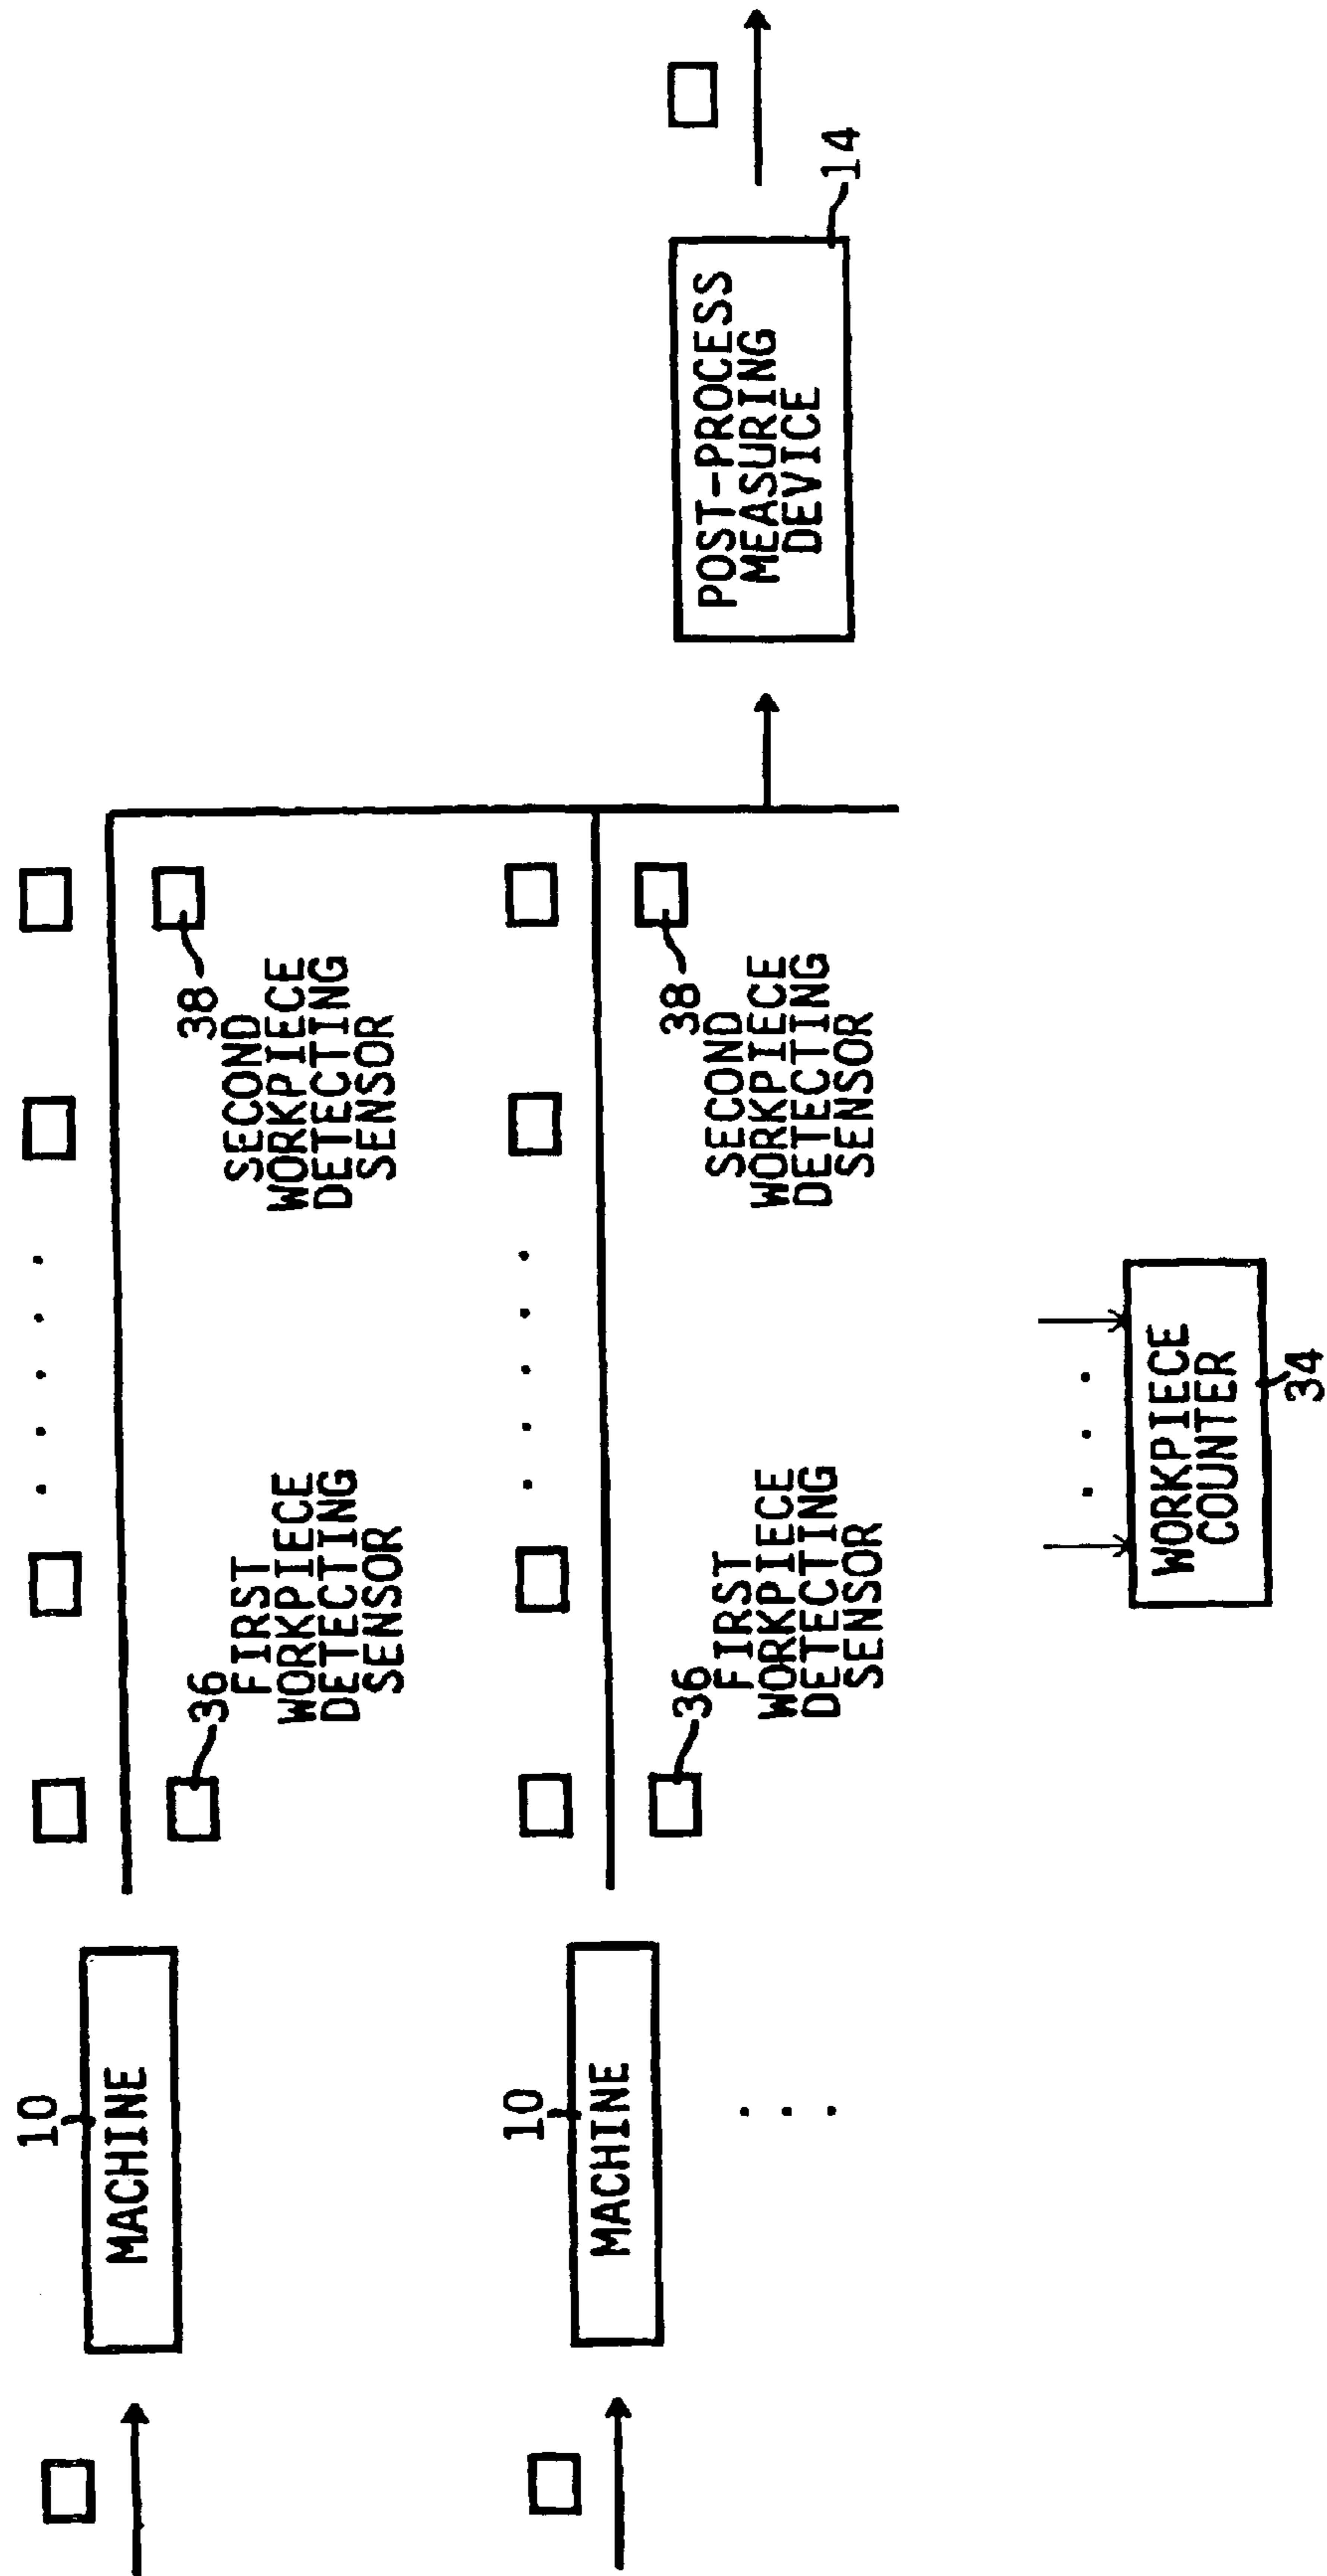 10
MACHINE
36
FIRST
WORKPIECE
DETECTING
SENSOR
38
SECOND
WORKPIECE
DETECTING
SENSOR
10
MACHINE
36
FIRST
WORKPIECE
DETECTING
SENSOR
38
SECOND
WORKPIECE
DETECTING
SENSOR
POST-PROCESS
MEASURING
DEVICE
14
WORKPIECE
COUNTER
34